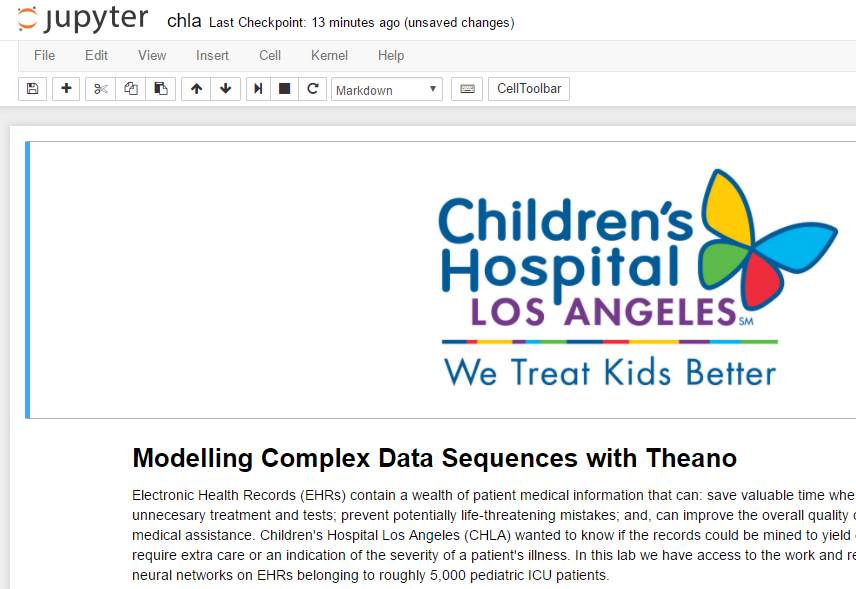 jupyter chla Last Checkpoint: 13 minutes ago (unsaved changes)
File Edit View Insert Cell Kernel Help
Markdown CellToolbar
Children's
Hospital
LOS ANGELES SM
We Treat Kids Better
Modelling Complex Data Sequences with Theano
Electronic Health Records (EHRs) contain a wealth of patient medical information that can: save valuable time whe
unnecesary treatment and tests; prevent potentially life-threatening mistakes; and, can improve the overall quality
medical assistance. Children's Hospital Los Angeles (CHLA) wanted to know if the records could be mined to yield
require extra care or an indication of the severity of a patient's illness. In this lab we have access to the work and re
neural networks on EHRs belonging to roughly 5,000 pediatric ICU patients.